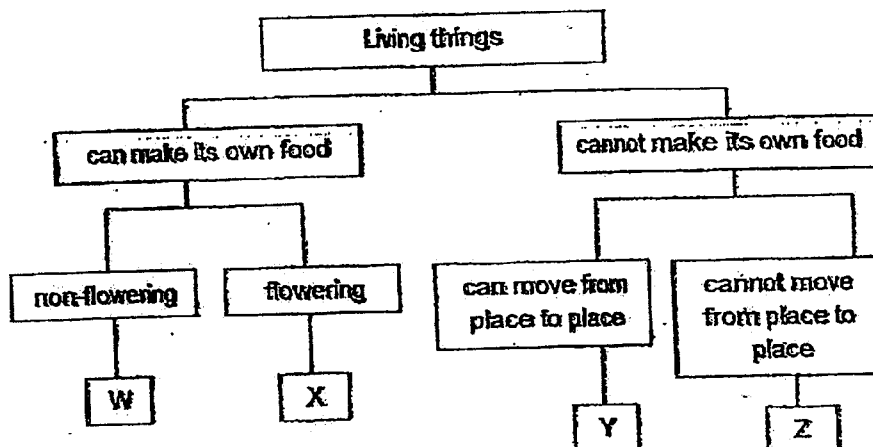 Living things
can make its own food
cannot make its own food
non-flowering
flowering
can move from
place to place
cannot move
from place to
place
W
X
Y
Z